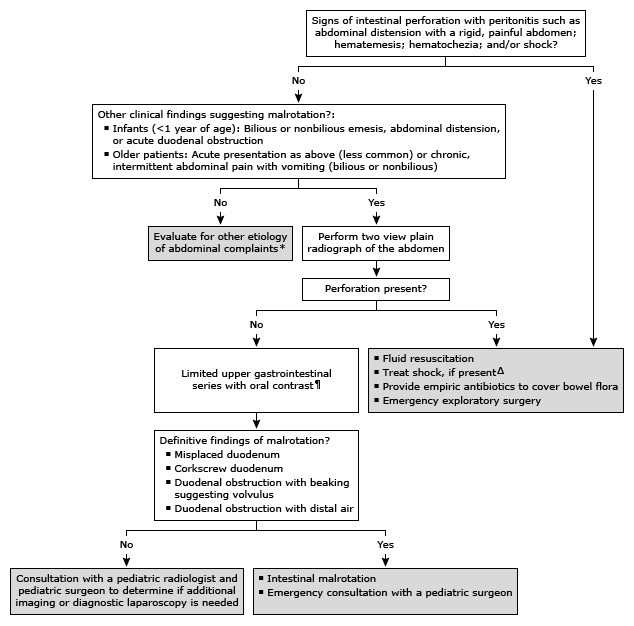 Signs of intestinal perforation with peritonitis such as
abdominal distension with a rigid, painful abdomen;
hematemesis; hematochezia; and/or shock?
No
Yes
Other clinical findings suggesting malrotation?:
▪ Infants (<1 year of age): Bilious or nonbilious emesis, abdominal distension,
or acute duodenal obstruction
▪ Older patients: Acute presentation as above (less common) or chronic,
intermittent abdominal pain with vomiting (bilious or nonbilious)
No
Yes
Evaluate for other etiology
of abdominal complaints*
Perform two view plain
radiograph of the abdomen
Perforation present?
No
Yes
Limited upper gastrointestinal
series with oral contrast¶
▪ Fluid resuscitation
▪ Treat shock, if presentΔ
▪ Provide empiric antibiotics to cover bowel flora
▪ Emergency exploratory surgery
Definitive findings of malrotation?
▪ Misplaced duodenum
▪ Corkscrew duodenum
▪ Duodenal obstruction with beaking
suggesting volvulus
▪ Duodenal obstruction with distal air
No
Yes
Consultation with a pediatric radiologist and
pediatric surgeon to determine if additional
imaging or diagnostic laparoscopy is needed
▪ Intestinal malrotation
▪ Emergency consultation with a pediatric surgeon